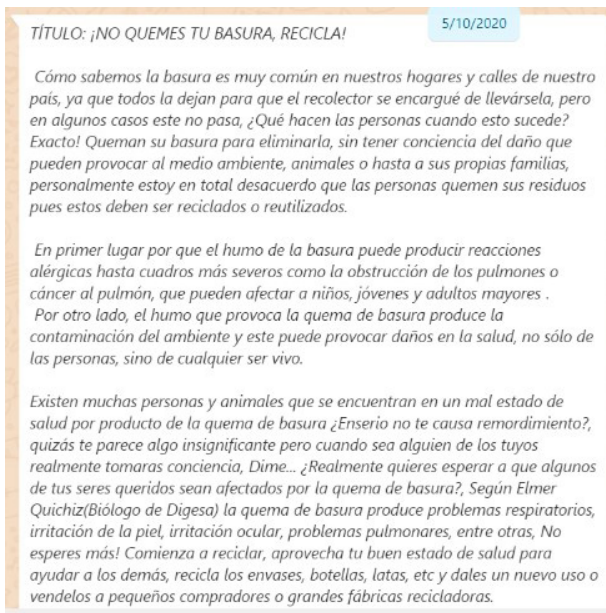 5/10/2020
TÍTULO: ¡NO QUEMES TU BASURA, RECICLA!
Cómo sabemos la basura es muy común en nuestros hogares y calles de nuestro
país, ya que todos la dejan para que el recolector se encargué de llevársela, pero
en algunos casos este no pasa, ¿Qué hacen las personas cuando esto sucede?
Exacto! Queman su basura para eliminarla, sin tener conciencia del daño que
pueden provocar al medio ambiente, animales o hasta a sus propias familias,
personalmente estoy en total desacuerdo que las personas quemen sus residuos
pues estos deben ser reciclados o reutilizados.
En primer lugar por que el humo de la basura puede producir reacciones
alérgicas hasta cuadros más severos como la obstrucción de los pulmones o
cáncer al pulmón, que pueden afectar a niños, jóvenes y adultos mayores .
Por otro lado, el humo que provoca la quema de basura produce la
contaminación del ambiente y este puede provocar daños en la salud, no sólo de
las personas, sino de cualquier ser vivo.
Existen muchas personas y animales que se encuentran en un mal estado de
salud por producto de la quema de basura ¿Enserio no te causa remordimiento?,
quizás te parece algo insignificante pero cuando sea alguien de los tuyos
realmente tomaras conciencia, Dime... ¿Realmente quieres esperar a que algunos
de tus seres queridos sean afectados por la quema de basura?, Según Elmer
Quichiz(Biólogo de Digesa) la quema de basura produce problemas respiratorios,
irritación de la piel, irritación ocular, problemas pulmonares, entre otras, No
esperes más! Comienza a reciclar, aprovecha tu buen estado de salud para
ayudar a los demás, recicla los envases, botellas, latas, etc y dales un nuevo uso o
vendelos a pequeños compradores o grandes fábricas recicladoras.